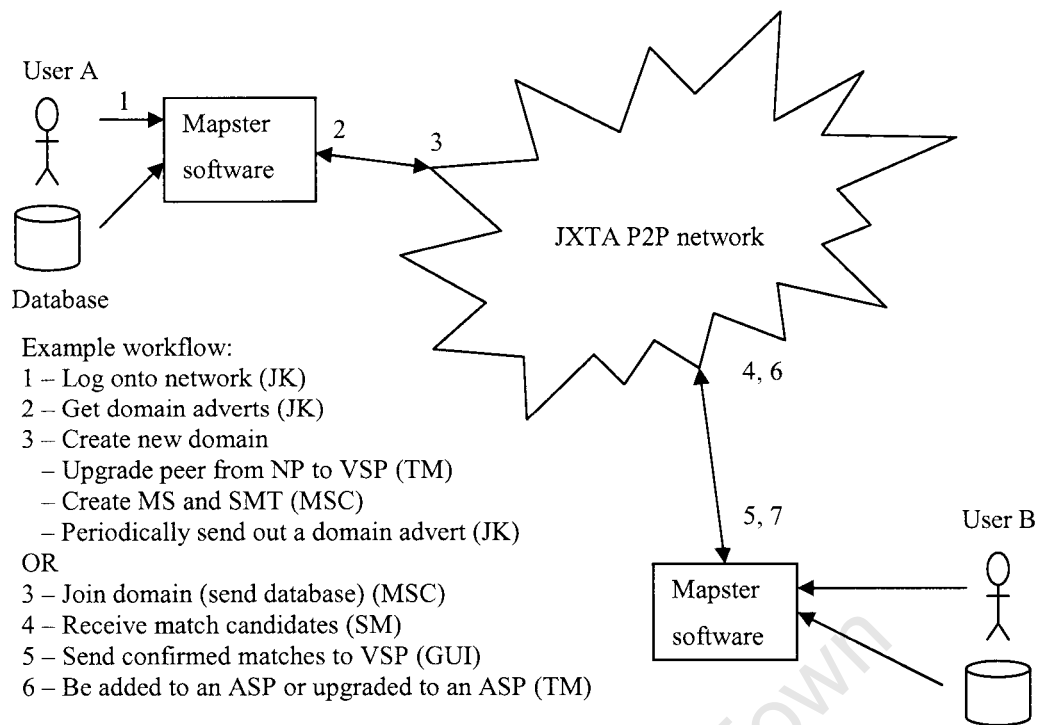 User A
1
Mapster
software
2
3
JXTA P2P network
Database
Example workflow:
1 – Log onto network (JK)
2 – Get domain adverts (JK)
3 – Create new domain
– Upgrade peer from NP to VSP (TM)
– Create MS and SMT (MSC)
– Periodically send out a domain advert (JK)
OR
3 – Join domain (send database) (MSC)
4 – Receive match candidates (SM)
5 – Send confirmed matches to VSP (GUI)
6 – Be added to an ASP or upgraded to an ASP (TM)
4, 6
5, 7
User B
Mapster
software
Town